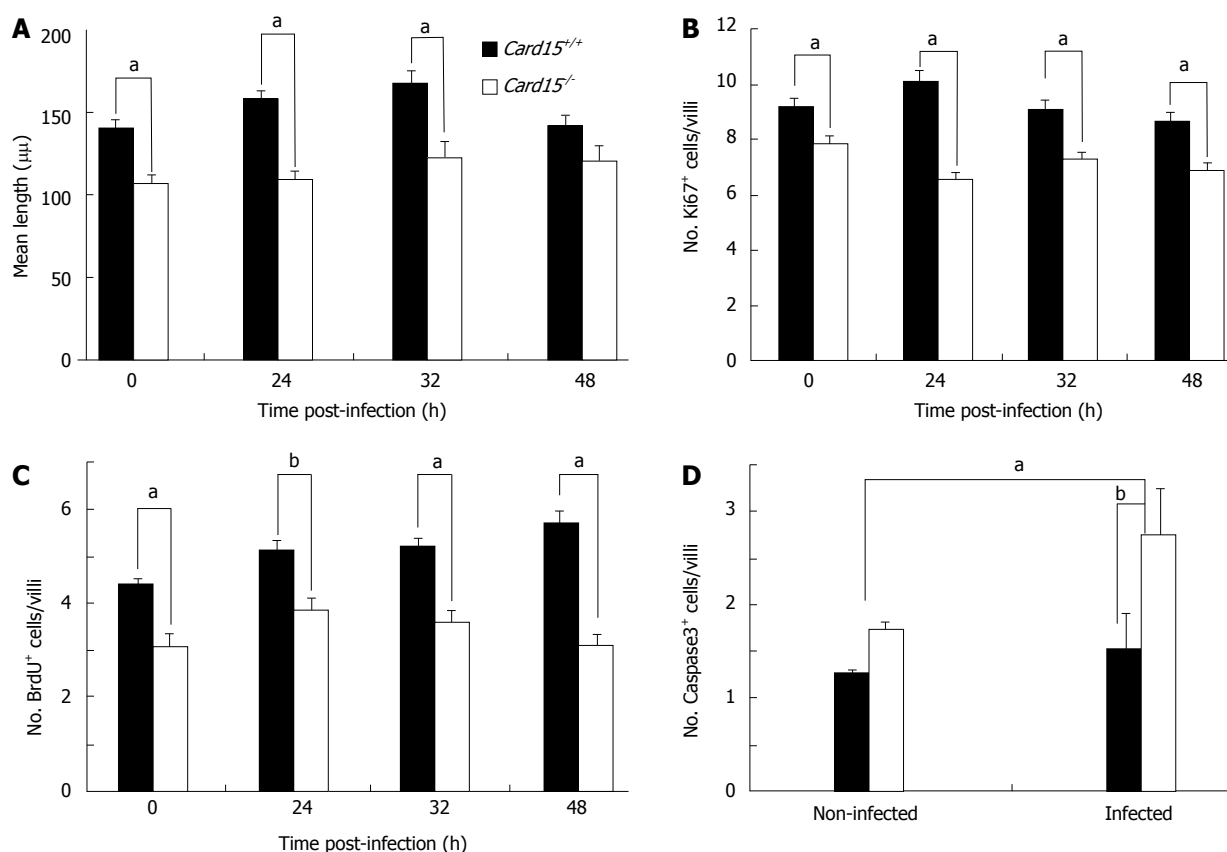 A
200
150
100
50
0
Mean length (μμ)
a
a
a
Card15+/+
Card15-/-
0 24 32 48
Time post-infection (h)
B
12
10
8
6
4
2
0
No. Ki67+ cells/villi
a
a
a
a
0 24 32 48
Time post-infection (h)
C
6
4
2
0
No. BrdU+ cells/villi
a
b
a
a
0 24 32 48
Time post-infection (h)
D
3
2
1
0
No. Caspase3+ cells/villi
a
b
Non-infected Infected